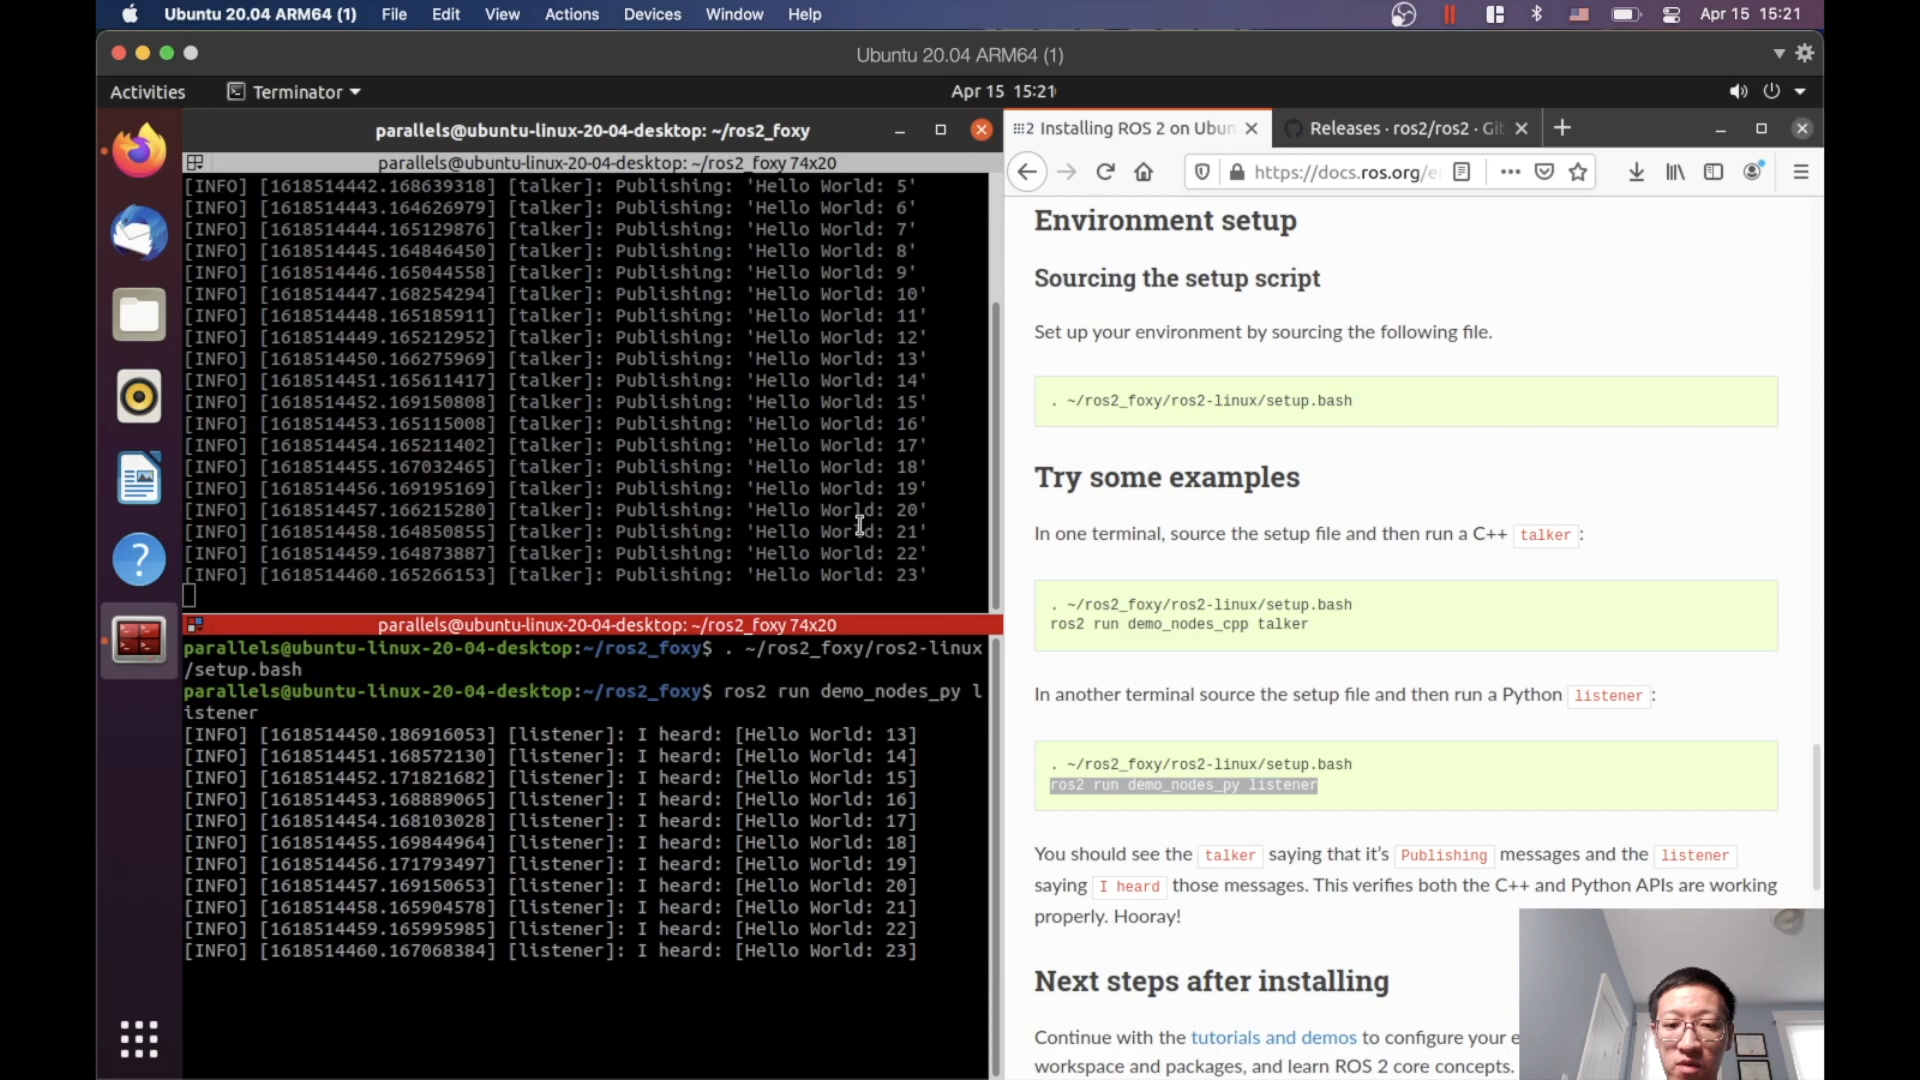 Ubuntu 20.04 ARM64 (1) File Edit View Actions Devices Window Help Apr 15 15:21
Ubuntu 20.04 ARM64 (1)
Activities Terminator Apr 15 15:21
parallels@ubuntu-linux-20-04-desktop: ~/ros2_foxy
parallels@ubuntu-linux-20-04-desktop: ~/ros2_foxy 74x20
[INFO] [1618514442.168639318] [talker]: Publishing: 'Hello World: 5'
[INFO] [1618514443.164626979] [talker]: Publishing: 'Hello World: 6'
[INFO] [1618514444.165129876] [talker]: Publishing: 'Hello World: 7'
[INFO] [1618514445.164846450] [talker]: Publishing: 'Hello World: 8'
[INFO] [1618514446.165044558] [talker]: Publishing: 'Hello World: 9'
[INFO] [1618514447.168254294] [talker]: Publishing: 'Hello World: 10'
[INFO] [1618514448.165185911] [talker]: Publishing: 'Hello World: 11'
[INFO] [1618514449.165212952] [talker]: Publishing: 'Hello World: 12'
[INFO] [1618514450.166275969] [talker]: Publishing: 'Hello World: 13'
[INFO] [1618514451.165611417] [talker]: Publishing: 'Hello World: 14'
[INFO] [1618514452.169150808] [talker]: Publishing: 'Hello World: 15'
[INFO] [1618514453.165115008] [talker]: Publishing: 'Hello World: 16'
[INFO] [1618514454.165211402] [talker]: Publishing: 'Hello World: 17'
[INFO] [1618514455.167032465] [talker]: Publishing: 'Hello World: 18'
[INFO] [1618514456.169195169] [talker]: Publishing: 'Hello World: 19'
[INFO] [1618514457.166215280] [talker]: Publishing: 'Hello World: 20'
[INFO] [1618514458.164850855] [talker]: Publishing: 'Hello World: 21'
[INFO] [1618514459.164873887] [talker]: Publishing: 'Hello World: 22'
[INFO] [1618514460.165266153] [talker]: Publishing: 'Hello World: 23'
parallels@ubuntu-linux-20-04-desktop: ~/ros2_foxy 74x20
parallels@ubuntu-linux-20-04-desktop:~/ros2_foxy$ . ~/ros2_foxy/ros2-linux
/setup.bash
parallels@ubuntu-linux-20-04-desktop:~/ros2_foxy$ ros2 run demo_nodes_py l
istener
[INFO] [1618514450.186916053] [listener]: I heard: [Hello World: 13]
[INFO] [1618514451.168572130] [listener]: I heard: [Hello World: 14]
[INFO] [1618514452.171821682] [listener]: I heard: [Hello World: 15]
[INFO] [1618514453.168889065] [listener]: I heard: [Hello World: 16]
[INFO] [1618514454.168103028] [listener]: I heard: [Hello World: 17]
[INFO] [1618514455.169844964] [listener]: I heard: [Hello World: 18]
[INFO] [1618514456.171793497] [listener]: I heard: [Hello World: 19]
[INFO] [1618514457.169150653] [listener]: I heard: [Hello World: 20]
[INFO] [1618514458.165904578] [listener]: I heard: [Hello World: 21]
[INFO] [1618514459.165995985] [listener]: I heard: [Hello World: 22]
[INFO] [1618514460.167068384] [listener]: I heard: [Hello World: 23]
Installing ROS 2 on Ubun Releases · ros2/ros2 · Git
https://docs.ros.org/e
Environment setup
Sourcing the setup script
Set up your environment by sourcing the following file.
. ~/ros2_foxy/ros2-linux/setup.bash
Try some examples
In one terminal, source the setup file and then run a C++ talker:
. ~/ros2_foxy/ros2-linux/setup.bash
ros2 run demo_nodes_cpp talker
In another terminal source the setup file and then run a Python listener:
. ~/ros2_foxy/ros2-linux/setup.bash
ros2 run demo_nodes_py listener
You should see the talker saying that it's Publishing messages and the listener
saying I heard those messages. This verifies both the C++ and Python APIs are working
properly. Hooray!
Next steps after installing
Continue with the tutorials and demos to configure your e
workspace and packages, and learn ROS 2 core concepts.